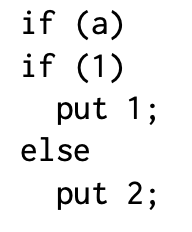 if (a)
if (1)
  put 1;
else
  put 2;